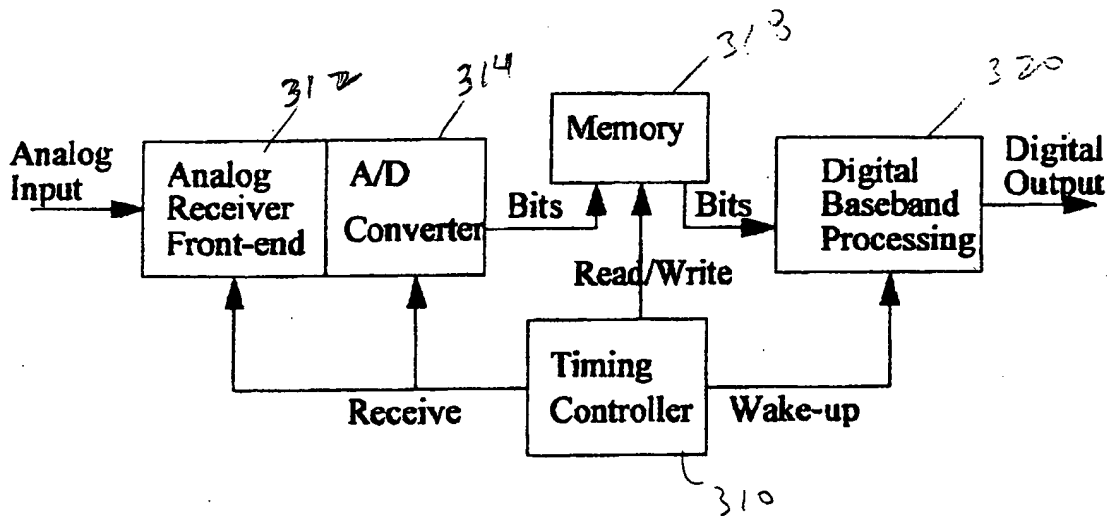 312
314
318
320
Analog
Input
Analog
Receiver
Front-end
A/D
Converter
Bits
Memory
Bits
Digital
Baseband
Processing
Digital
Output
Read/Write
Receive
Timing
Controller
Wake-up
310